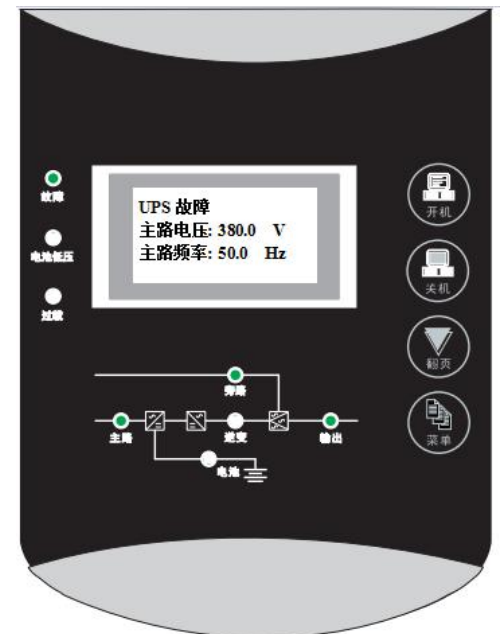 故障
电池低压
过载
UPS 故障
主路电压: 380.0 V
主路频率: 50.0 Hz
开机
关机
翻页
菜单
旁路
主路
逆变
输出
电池